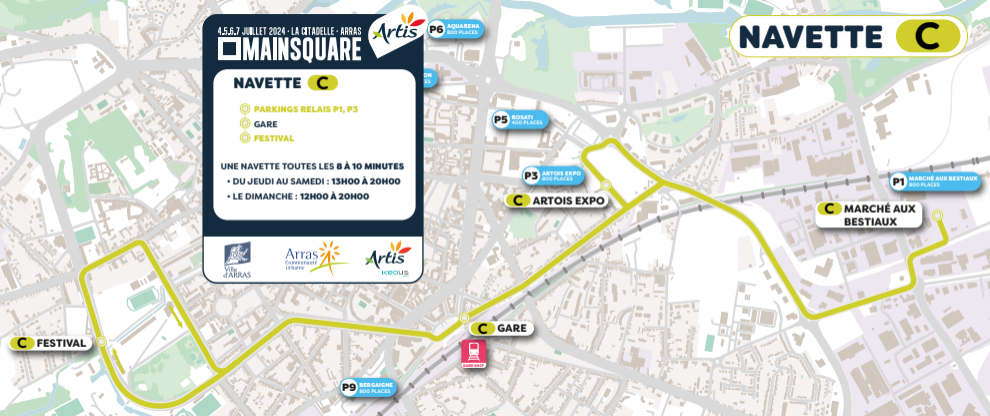 4,5,6,7 JUILLET 2024 · LA CITADELLE · ARRAS
MAINSQUARE
Artis
NAVETTE C
PARKINGS RELAIS P1, P3
GARE
FESTIVAL
UNE NAVETTE TOUTES LES 8 À 10 MINUTES
• DU JEUDI AU SAMEDI : 13H00 À 20H00
• LE DIMANCHE : 12H00 À 20H00
Ville
d'ARRAS
Arras
Communauté
Urbaine
Artis
KEOLIS
P6 AQUARENA
800 PLACES
ON
NAVETTE C
P5 ROSATI
400 PLACES
P3 ARTOIS EXPO
800 PLACES
C ARTOIS EXPO
P1 MARCHÉ AUX BESTIAUX
800 PLACES
C MARCHÉ AUX
BESTIAUX
C GARE
C FESTIVAL
P9 BERGAIGNE
800 PLACES